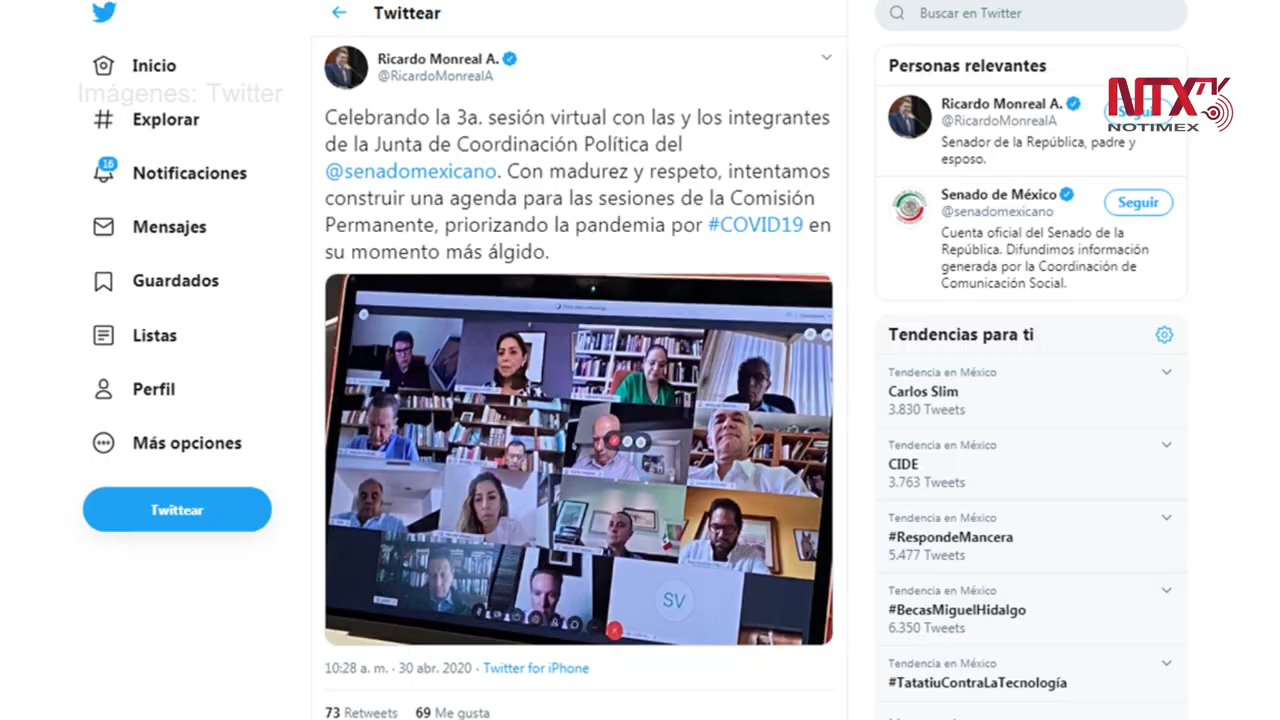 Twittear
Buscar en Twitter
Inicio
Imágenes: Twitter
Explorar
16
Notificaciones
Mensajes
Guardados
Listas
Perfil
Más opciones
Twittear
Ricardo Monreal A.
@RicardoMonrealA
Celebrando la 3a. sesión virtual con las y los integrantes
de la Junta de Coordinación Política del
@senadomexicano. Con madurez y respeto, intentamos
construir una agenda para las sesiones de la Comisión
Permanente, priorizando la pandemia por #COVID19 en
su momento más álgido.
SV
10:28 a. m. · 30 abr. 2020 · Twitter for iPhone
73 Retweets 69 Me gusta
Personas relevantes
Ricardo Monreal A.
@RicardoMonrealA
Seguir
Senador de la República, padre y
esposo.
NTX
NOTIMEX
Senado de México
@senadomexicano
Seguir
Cuenta oficial del Senado de la
República. Difundimos información
generada por la Coordinación de
Comunicación Social.
Tendencias para ti
Tendencia en México
Carlos Slim
3.830 Tweets
Tendencia en México
CIDE
3.763 Tweets
Tendencia en México
#RespondeMancera
5.477 Tweets
Tendencia en México
#BecasMiguelHidalgo
6.350 Tweets
Tendencia en México
#TatatiuContraLaTecnología